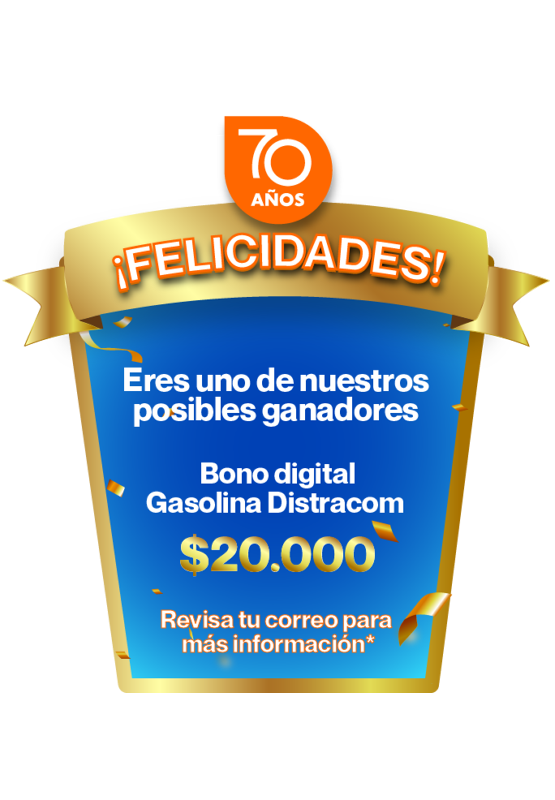 70
AÑOS
¡FELICIDADES!
Eres uno de nuestros
posibles ganadores
Bono digital
Gasolina Distracom
$20.000
Revisa tu correo para
más información*